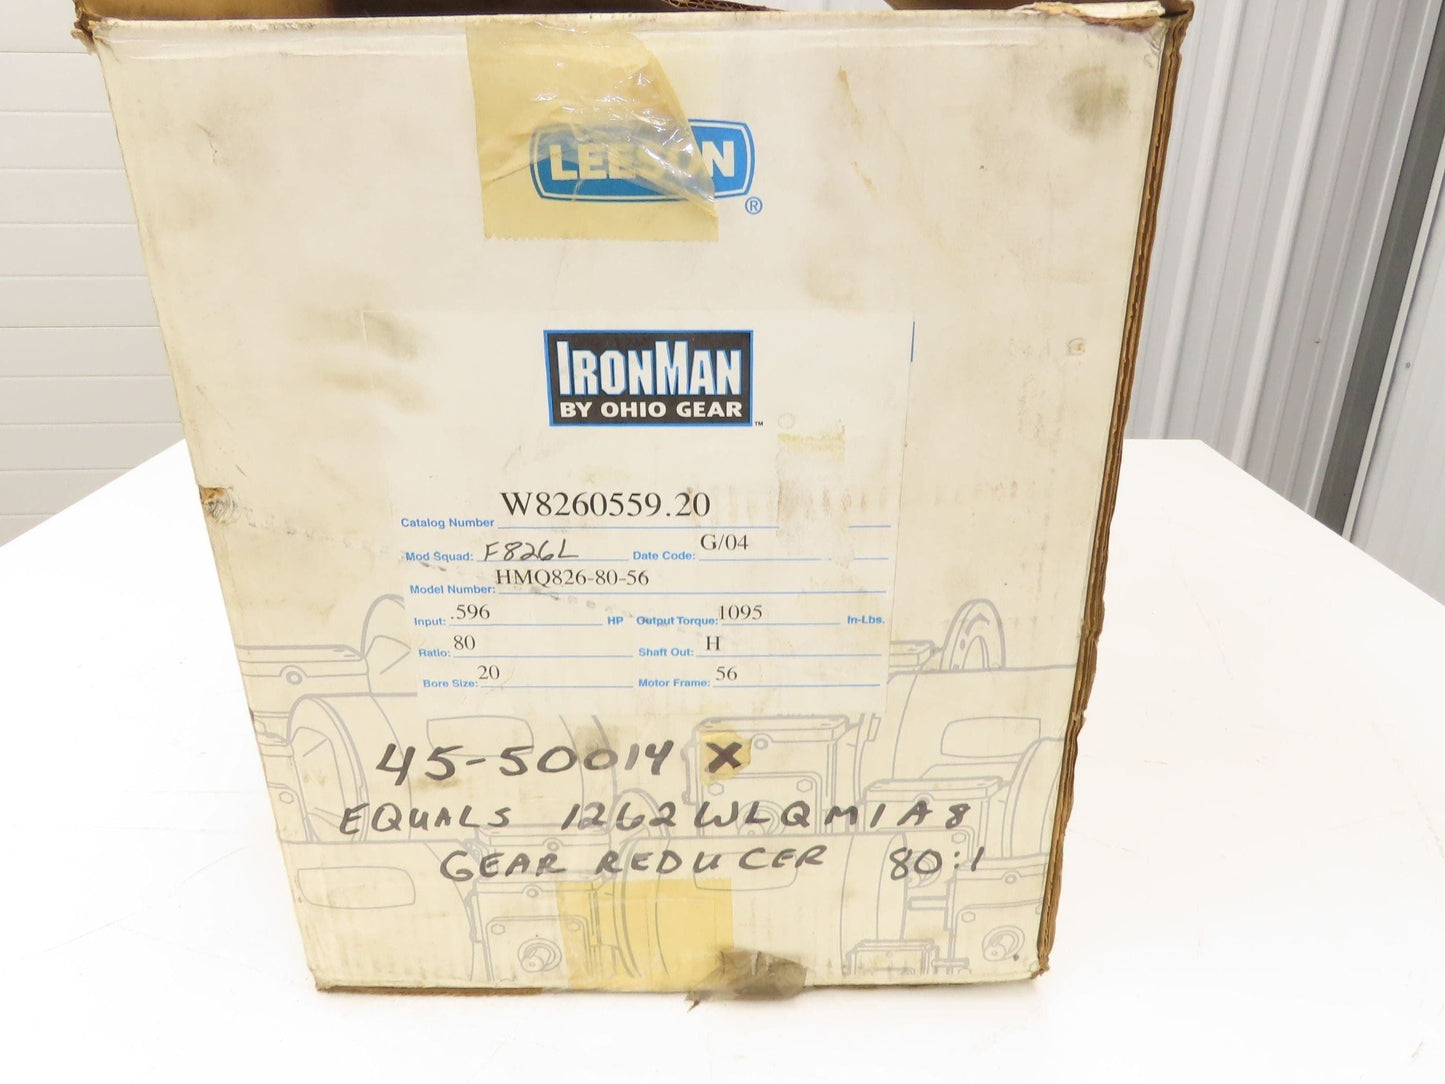 LEESON
®
IRONMAN
BY OHIO GEAR ™
Catalog Number W8260559.20
Mod Squad: F826L Date Code: G/04
Model Number: HMQ826-80-56
Input: .596 HP Output Torque: 1095 In-Lbs.
Ratio: 80 Shaft Out: H
Bore Size: 20 Motor Frame: 56
45-50014 X
EQUALS 1262WLQM1A8
GEAR REDUCER 80:1